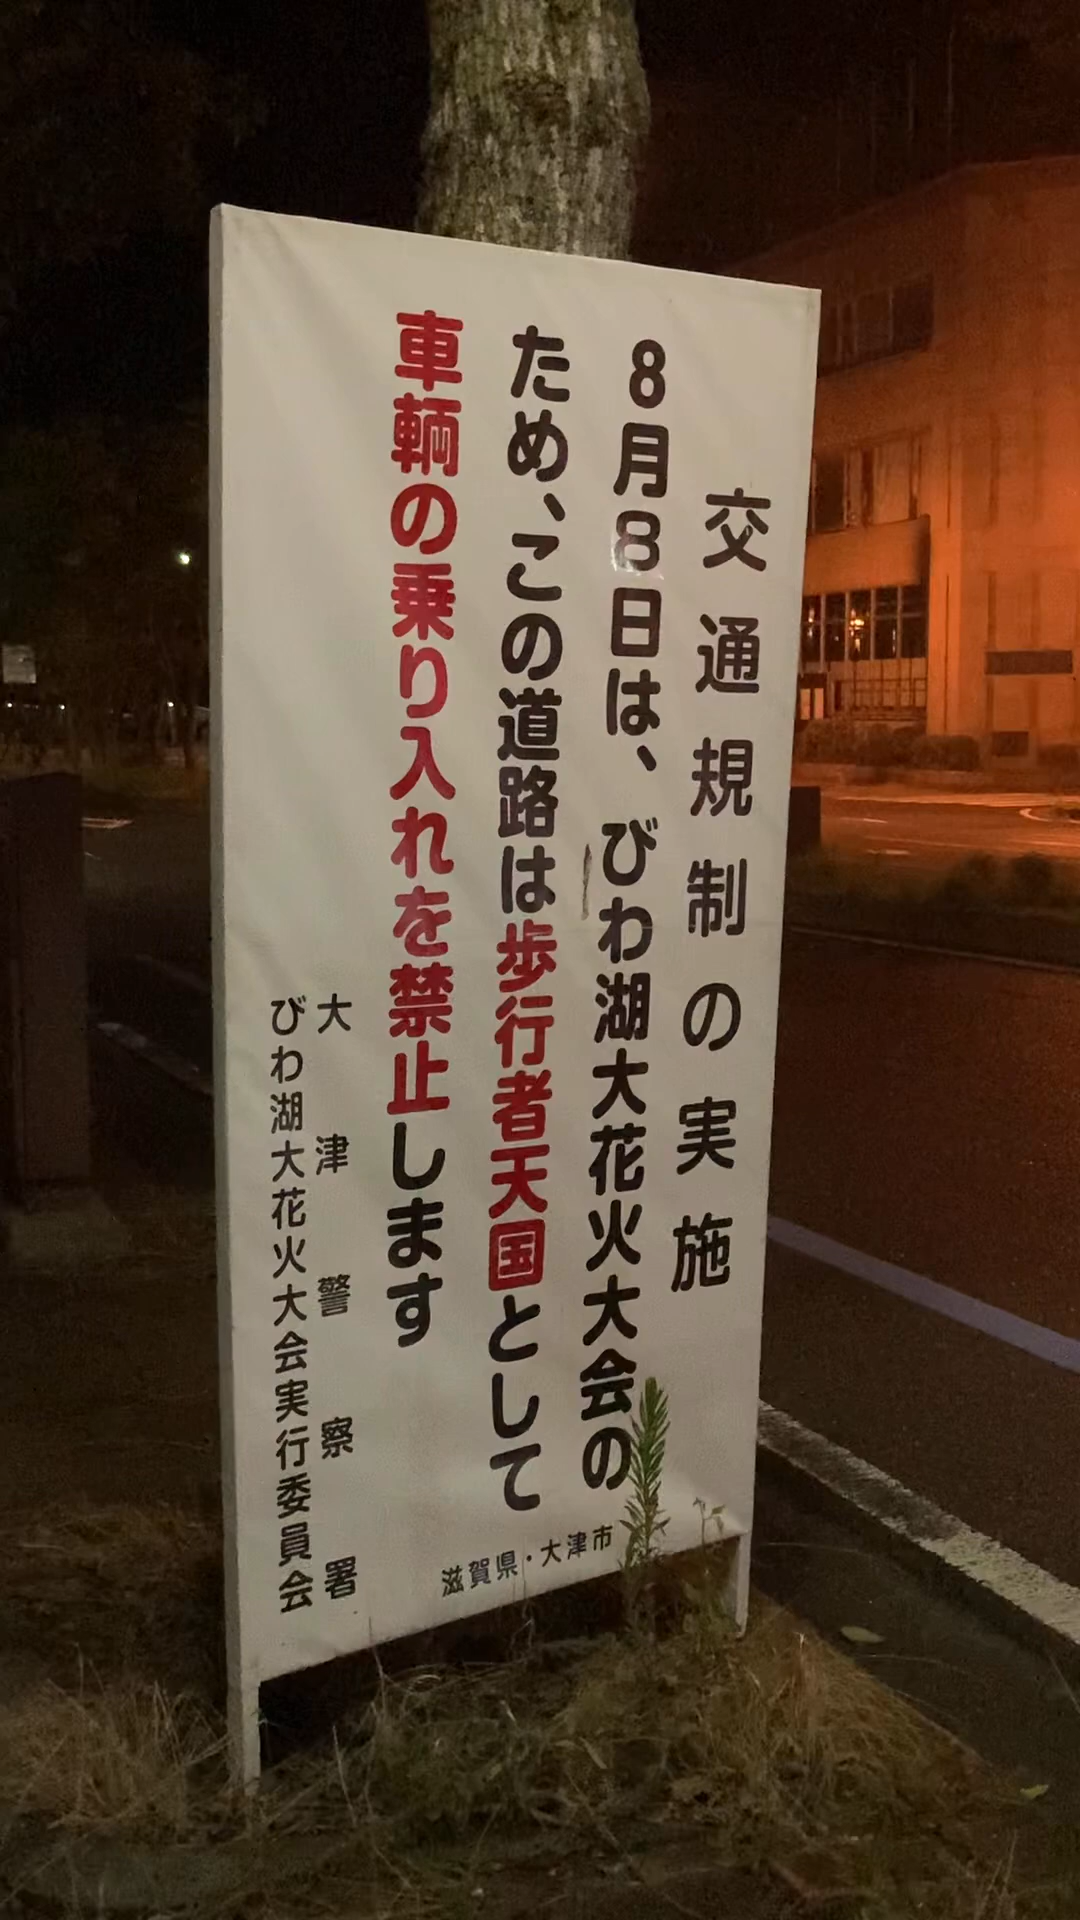 交通規制の実施
8月8日は、びわ湖大花火大会の
ため、この道路は歩行者天国として
車輌の乗り入れを禁止します
大津警察署
びわ湖大花火大会実行委員会
滋賀県・大津市